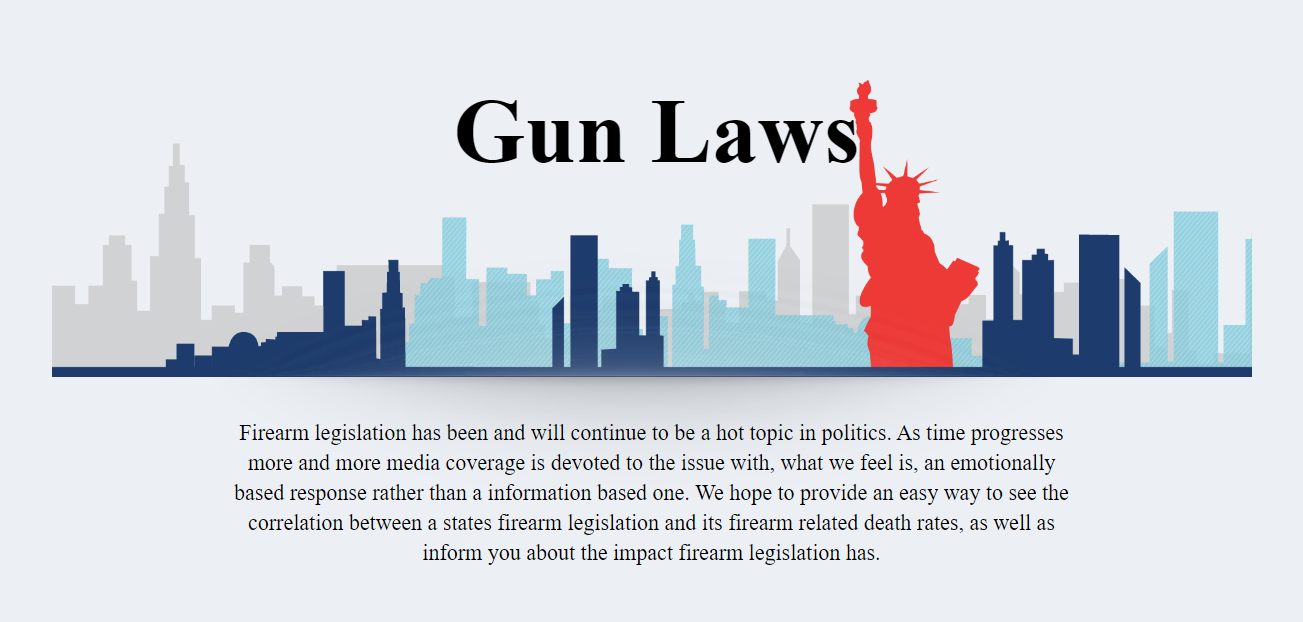 Gun Laws
Firearm legislation has been and will continue to be a hot topic in politics. As time progresses
more and more media coverage is devoted to the issue with, what we feel is, an emotionally
based response rather than a information based one. We hope to provide an easy way to see the
correlation between a states firearm legislation and its firearm related death rates, as well as
inform you about the impact firearm legislation has.